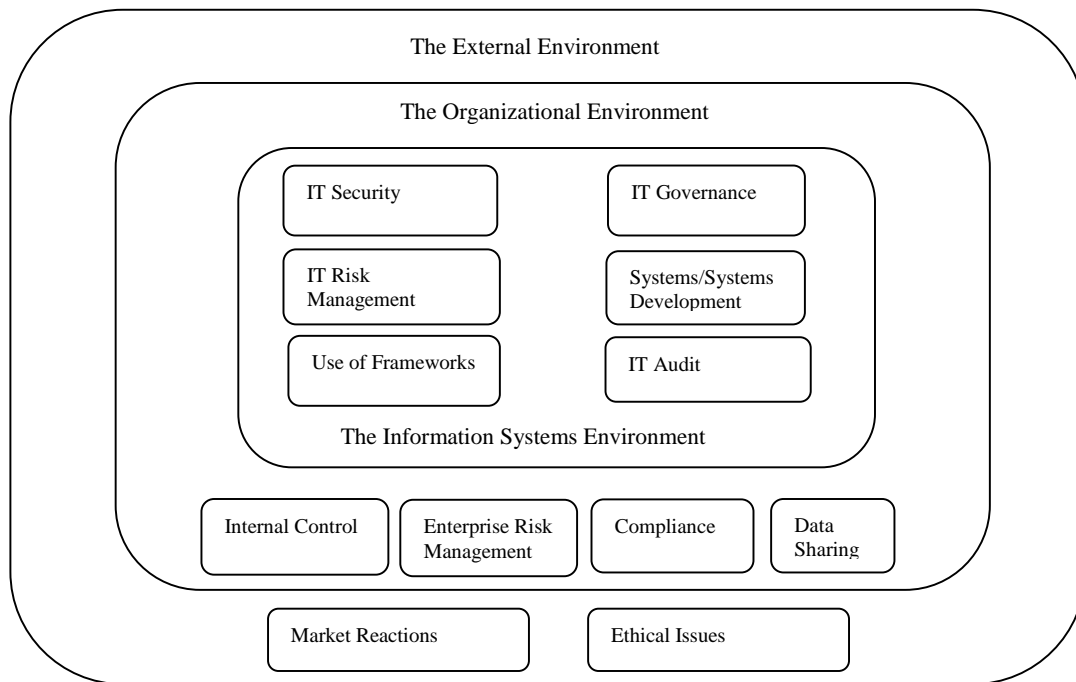 The External Environment
The Organizational Environment
IT Security
IT Governance
IT Risk
Management
Systems/Systems
Development
Use of Frameworks
IT Audit
The Information Systems Environment
Internal Control
Enterprise Risk
Management
Compliance
Data
Sharing
Market Reactions
Ethical Issues